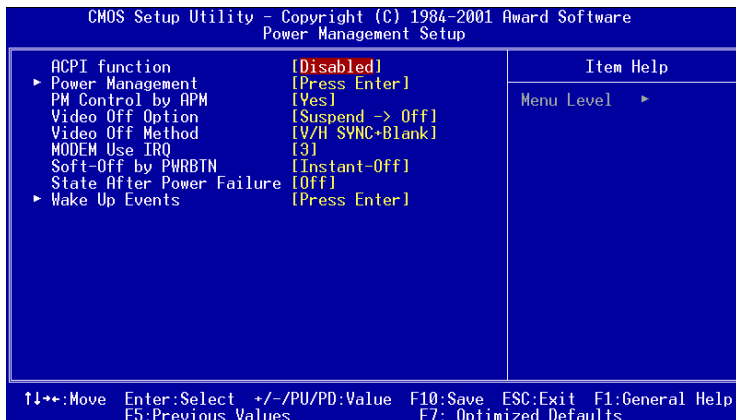 CMOS Setup Utility - Copyright (C) 1984-2001 Award Software
Power Management Setup
ACPI function [Disabled]
► Power Management [Press Enter]
PM Control by APM [Yes]
Video Off Option [Suspend -> Off]
Video Off Method [V/H SYNC+Blank]
MODEM Use IRQ [3]
Soft-Off by PWRBTN [Instant-Off]
State After Power Failure [Off]
► Wake Up Events [Press Enter]
Item Help
Menu Level ►
↑↓→←:Move Enter:Select +/-/PU/PD:Value F10:Save ESC:Exit F1:General Help
F5:Previous Values F7: Optimized Defaults